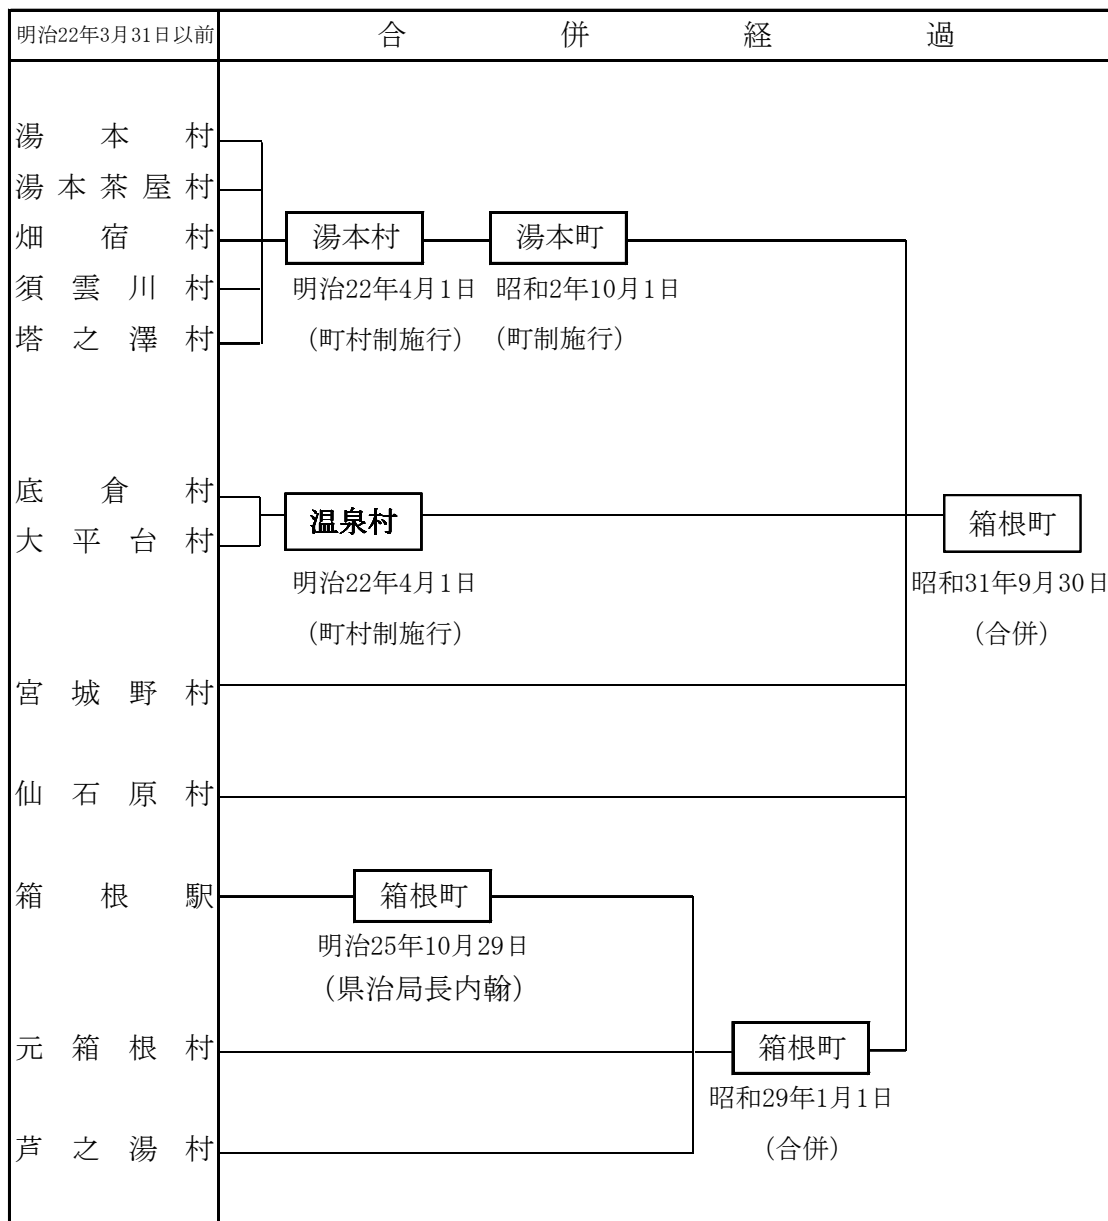 明治22年3月31日以前 合併経過
湯本村
湯本茶屋村
畑宿村 湯本村 湯本町
須雲川村 明治22年4月1日 昭和2年10月1日
塔之澤村 (町村制施行) (町制施行)
底倉村 温泉村 箱根町
大平台村
明治22年4月1日 昭和31年9月30日
(町村制施行) (合併)
宮城野村
仙石原村
箱根駅 箱根町
明治25年10月29日
(県治局長内翰)
元箱根村 箱根町
昭和29年1月1日
芦之湯村 (合併)